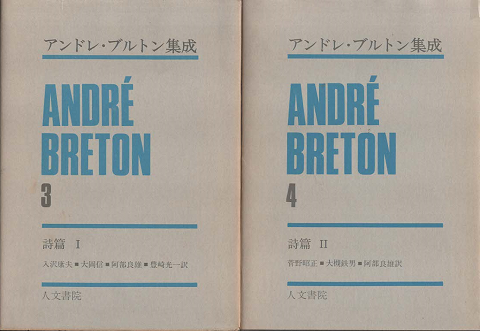 アンドレ・ブルトン集成
ANDRÉ
BRETON
3
詩篇 I
入沢康夫■大岡信■阿部良雄■豊崎光一訳
人文書院
アンドレ・ブルトン集成
ANDRÉ
BRETON
4
詩篇 II
菅野昭正■大槻鉄男■阿部良雄訳
人文書院